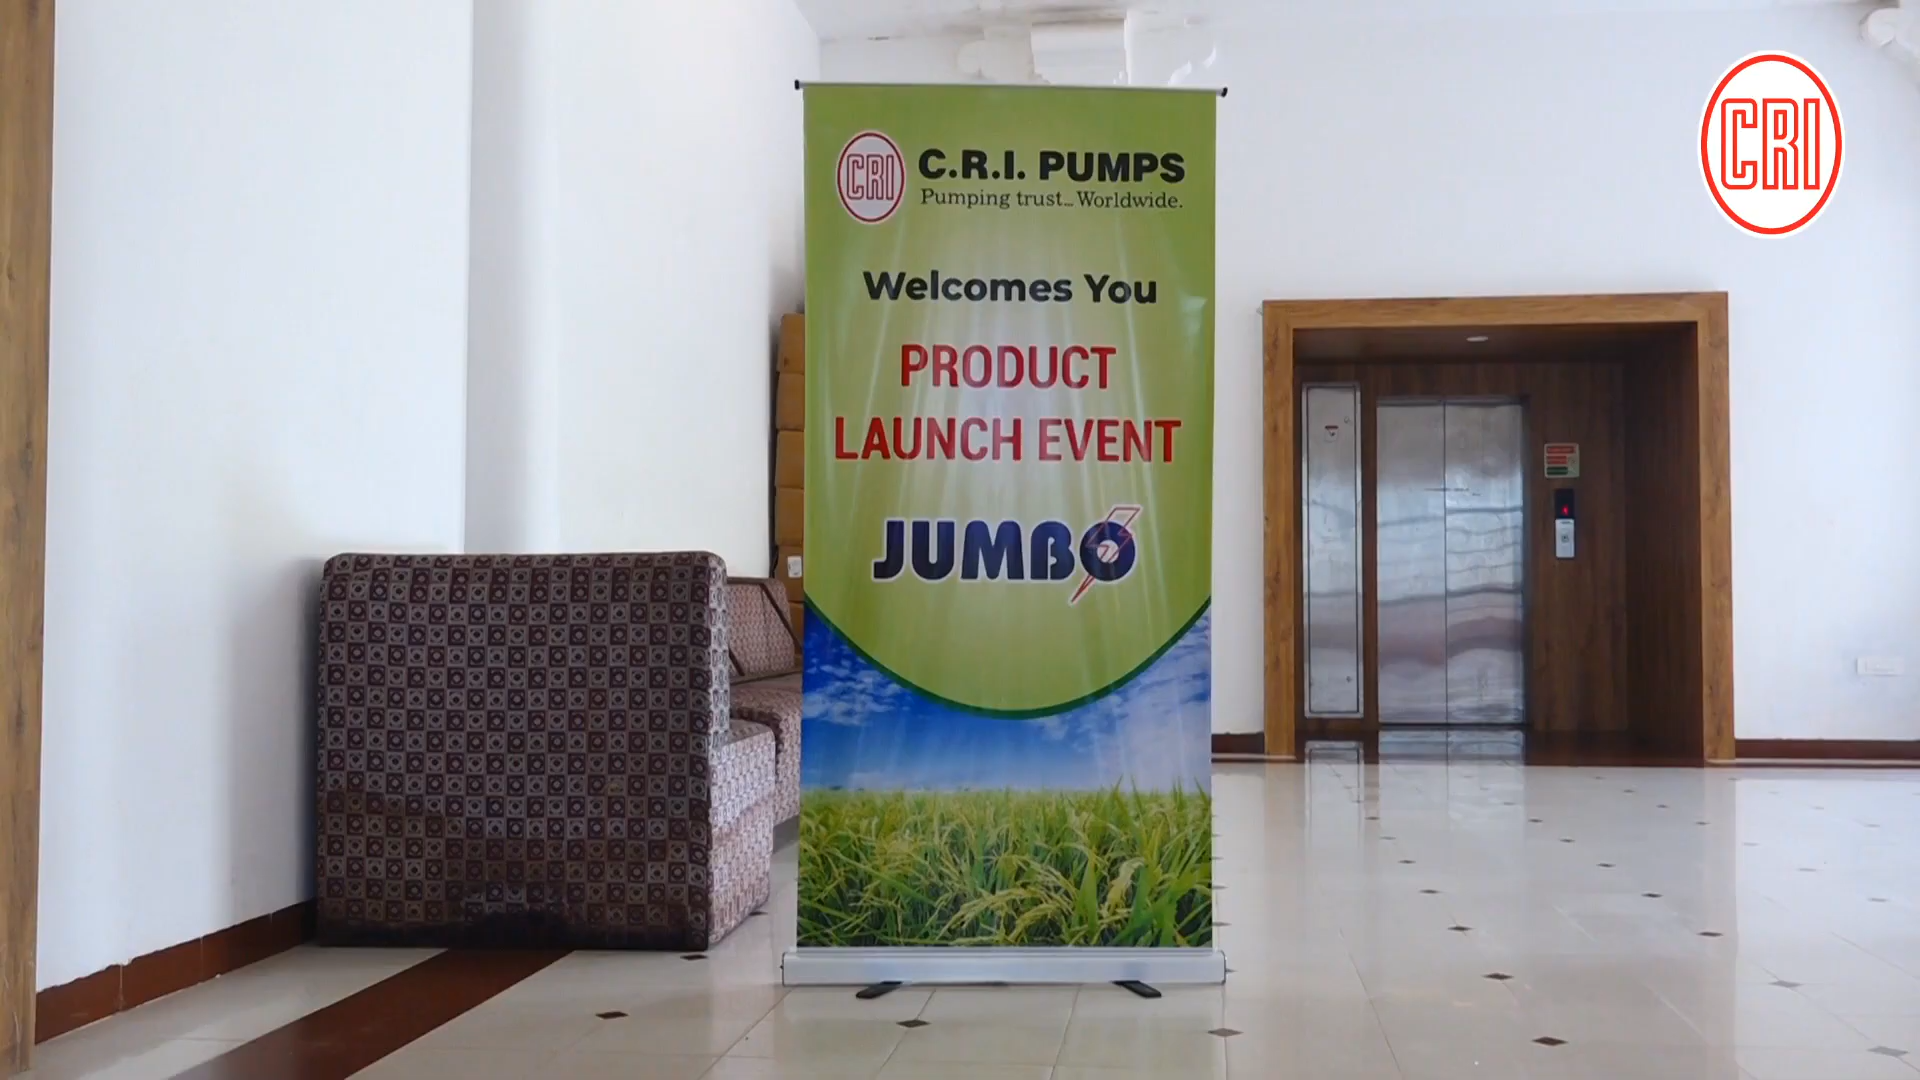 CRI
C.R.I. PUMPS
Pumping trust... Worldwide.
Welcomes You
PRODUCT
LAUNCH EVENT
JUMBO
CRI